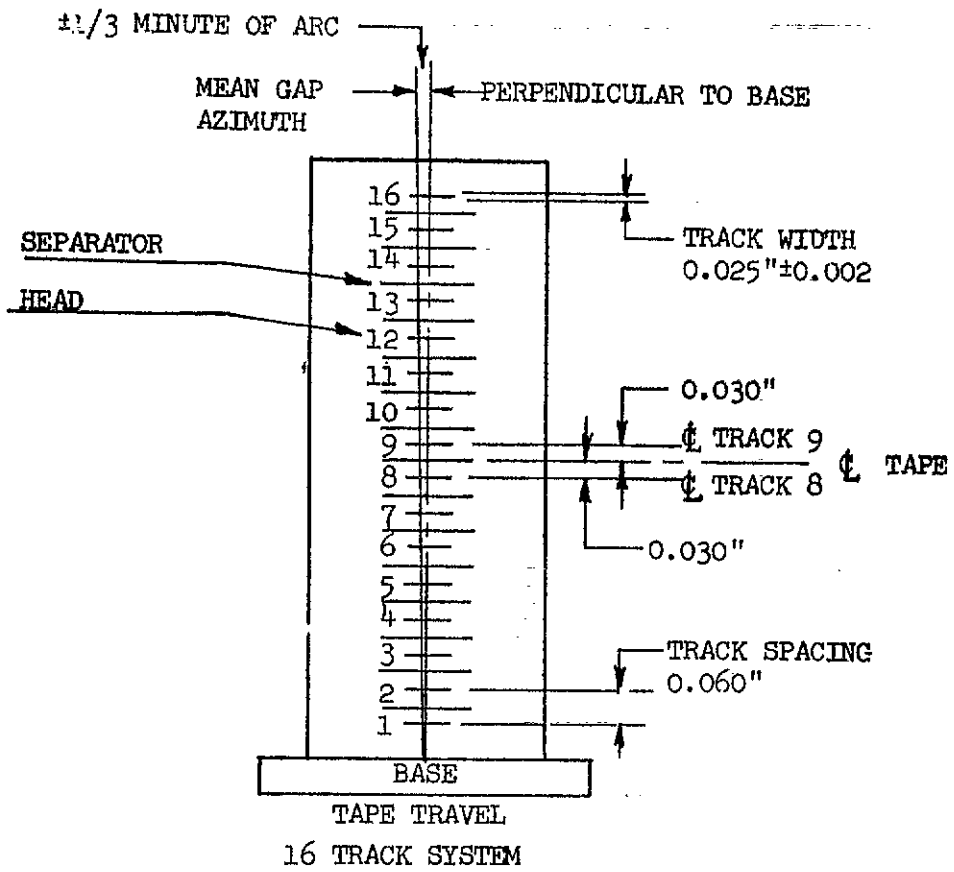 ±1/3 MINUTE OF ARC
MEAN GAP
AZIMUTH
PERPENDICULAR TO BASE
16
15
14
13
12
11
10
9
8
7
6
5
4
3
2
1
SEPARATOR
HEAD
TRACK WIDTH
0.025"±0.002
0.030"
℄ TRACK 9
℄ TAPE
℄ TRACK 8
0.030"
TRACK SPACING
0.060"
BASE
TAPE TRAVEL
16 TRACK SYSTEM